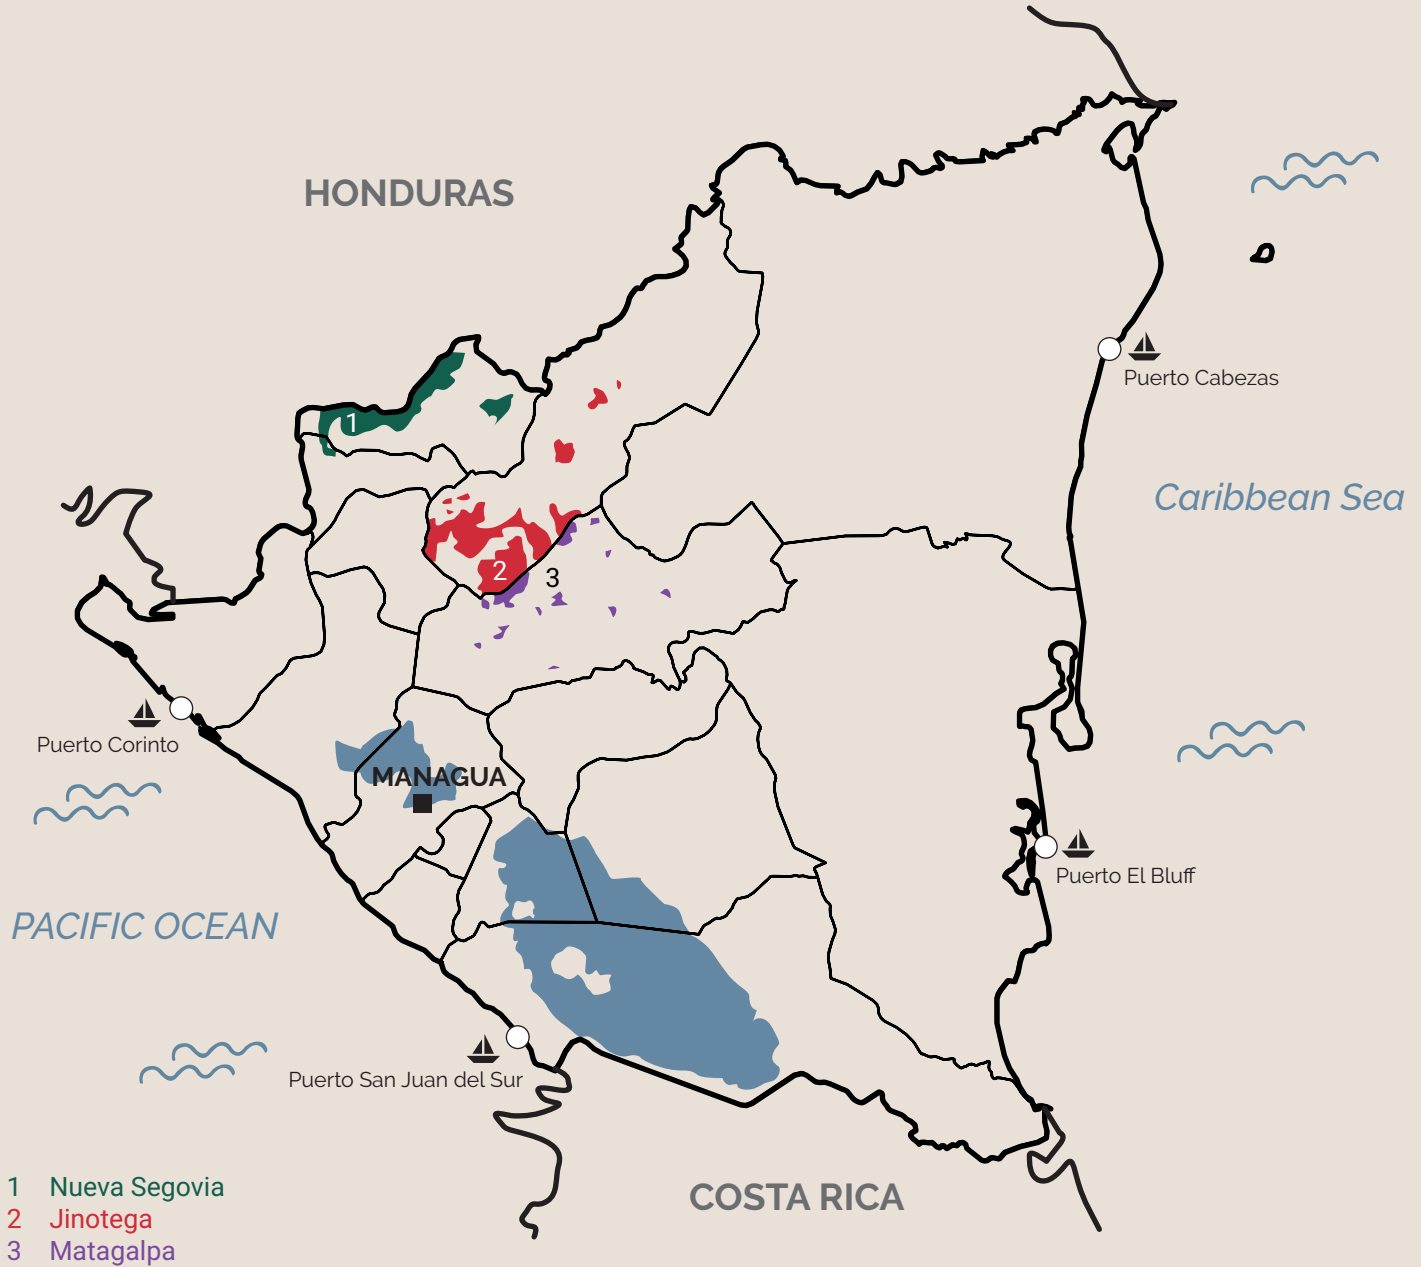 HONDURAS
Puerto Cabezas
1
Caribbean Sea
2
3
Puerto Corinto
MANAGUA
Puerto El Bluff
PACIFIC OCEAN
Puerto San Juan del Sur
COSTA RICA
1 Nueva Segovia
2 Jinotega
3 Matagalpa